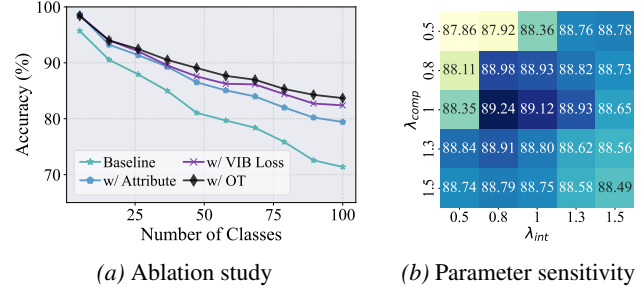 100
90
80
70
Accuracy (%)
Baseline
w/ VIB Loss
w/ Attribute
w/ OT
25 50 75 100
Number of Classes
(a) Ablation study
0.5 87.86 87.92 88.36 88.76 88.78
0.8 88.11 88.98 88.93 88.82 88.73
1 88.35 89.24 89.12 88.93 88.65
1.3 88.84 88.91 88.80 88.62 88.56
1.5 88.74 88.79 88.75 88.58 88.49
λcomp
0.5 0.8 1 1.3 1.5
λint
(b) Parameter sensitivity